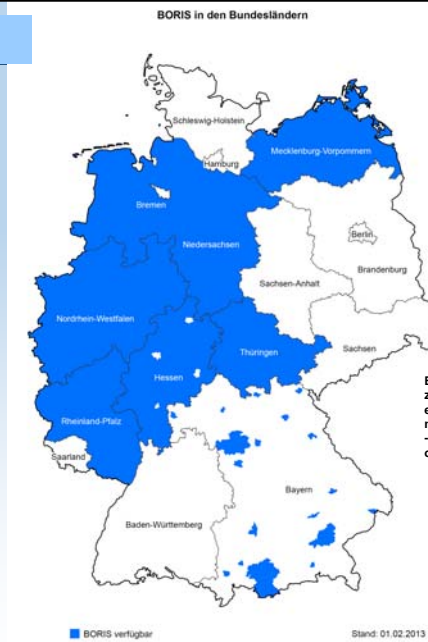 BORIS in den Bundesländern
Schleswig-Holstein
Mecklenburg-Vorpommern
Hamburg
Bremen
Niedersachsen
Berlin
Brandenburg
Sachsen-Anhalt
Nordrhein-Westfalen
Hessen
Thüringen
Sachsen
Rheinland-Pfalz
Saarland
Bayern
Baden-Württemberg
BORIS verfügbar
Stand: 01.02.2013